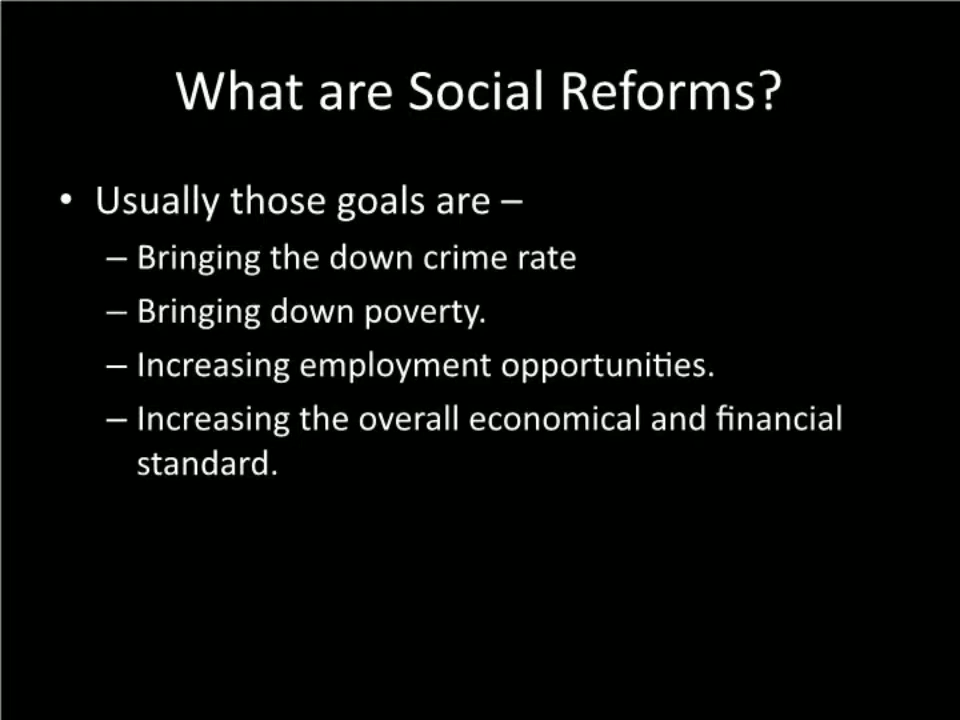 What are Social Reforms?
• Usually those goals are –
– Bringing the down crime rate
– Bringing down poverty.
– Increasing employment opportunities.
– Increasing the overall economical and financial
standard.